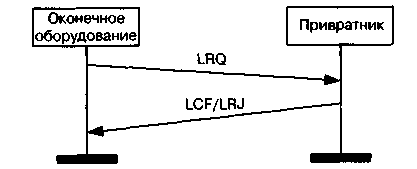 Оконечное
оборудование
Привратник
LRQ
LCF/LRJ